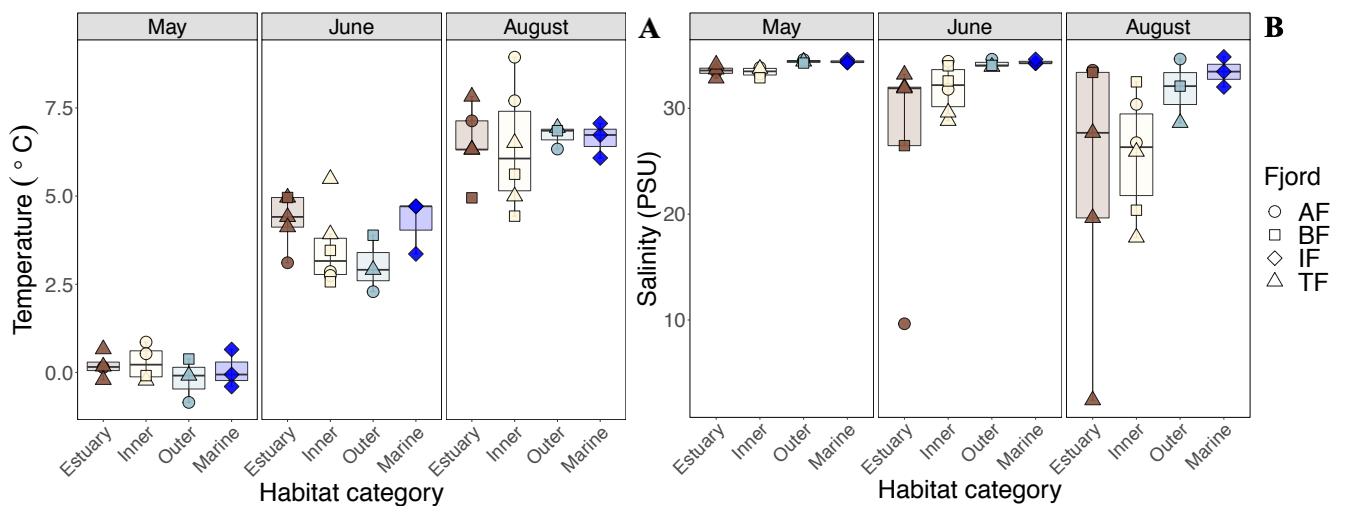 May June August A
7.5
5.0
2.5
0.0
Temperature ( ° C)
Estuary Inner Outer Marine Estuary Inner Outer Marine Estuary Inner Outer Marine
Habitat category
May June August B
30
20
10
Salinity (PSU)
Estuary Inner Outer Marine Estuary Inner Outer Marine Estuary Inner Outer Marine
Habitat category
Fjord
AF
BF
IF
TF